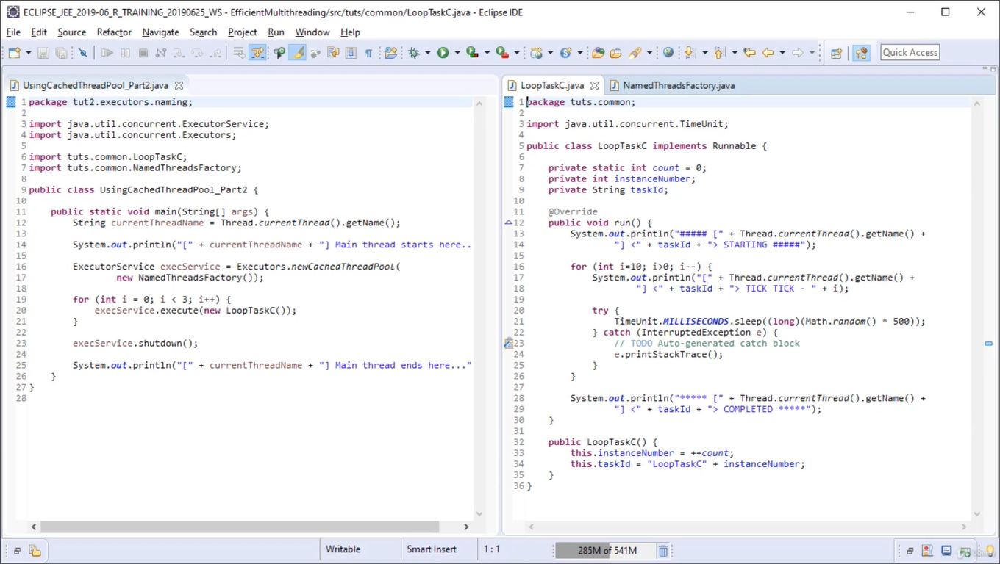 ECLIPSE_JEE_2019-06_R_TRAINING_20190625_WS - EfficientMultithreading/src/tuts/common/LoopTaskC.java - Eclipse IDE
File Edit Source Refactor Navigate Search Project Run Window Help
Quick Access
UsingCachedThreadPool_Part2.java
1 package tut2.executors.naming;
2
3 import java.util.concurrent.ExecutorService;
4 import java.util.concurrent.Executors;
5
6 import tuts.common.LoopTaskC;
7 import tuts.common.NamedThreadsFactory;
8
9 public class UsingCachedThreadPool_Part2 {
10
11 public static void main(String[] args) {
12 String currentThreadName = Thread.currentThread().getName();
13
14 System.out.println("[" + currentThreadName + "] Main thread starts here..
15
16 ExecutorService execService = Executors.newCachedThreadPool(
17 new NamedThreadsFactory());
18
19 for (int i = 0; i < 3; i++) {
20 execService.execute(new LoopTaskC());
21 }
22
23 execService.shutdown();
24
25 System.out.println("[" + currentThreadName + "] Main thread ends here..."
26 }
27 }
28
LoopTaskC.java
NamedThreadsFactory.java
1 package tuts.common;
2
3 import java.util.concurrent.TimeUnit;
4
5 public class LoopTaskC implements Runnable {
6
7 private static int count = 0;
8 private int instanceNumber;
9 private String taskId;
10
11 @Override
12 public void run() {
13 System.out.println("##### [" + Thread.currentThread().getName() +
14 "] <" + taskId + "> STARTING #####");
15
16 for (int i=10; i>0; i--) {
17 System.out.println("[" + Thread.currentThread().getName() +
18 "] <" + taskId + "> TICK TICK - " + i);
19
20 try {
21 TimeUnit.MILLISECONDS.sleep((long)(Math.random() * 500));
22 } catch (InterruptedException e) {
23 // TODO Auto-generated catch block
24 e.printStackTrace();
25 }
26 }
27
28 System.out.println("***** [" + Thread.currentThread().getName() +
29 "] <" + taskId + "> COMPLETED *****");
30 }
31
32 public LoopTaskC() {
33 this.instanceNumber = ++count;
34 this.taskId = "LoopTaskC" + instanceNumber;
35 }
36 }
Writable Smart Insert 1 : 1 285M of 541M